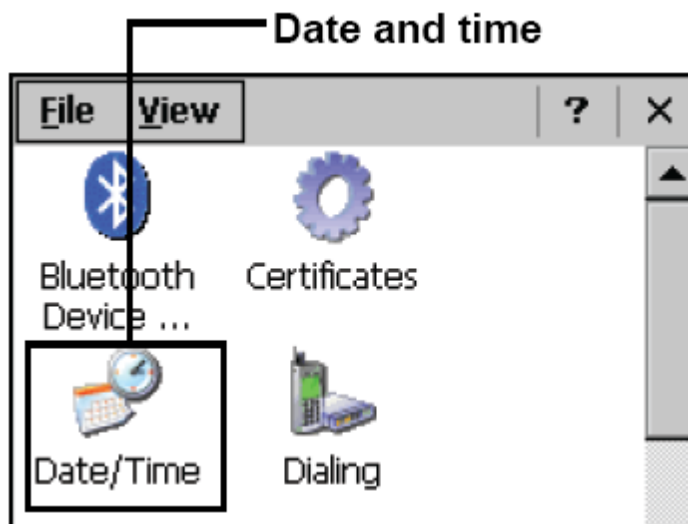 Date and time
File View ? ×
Bluetooth Certificates
Device ...
Date/Time Dialing